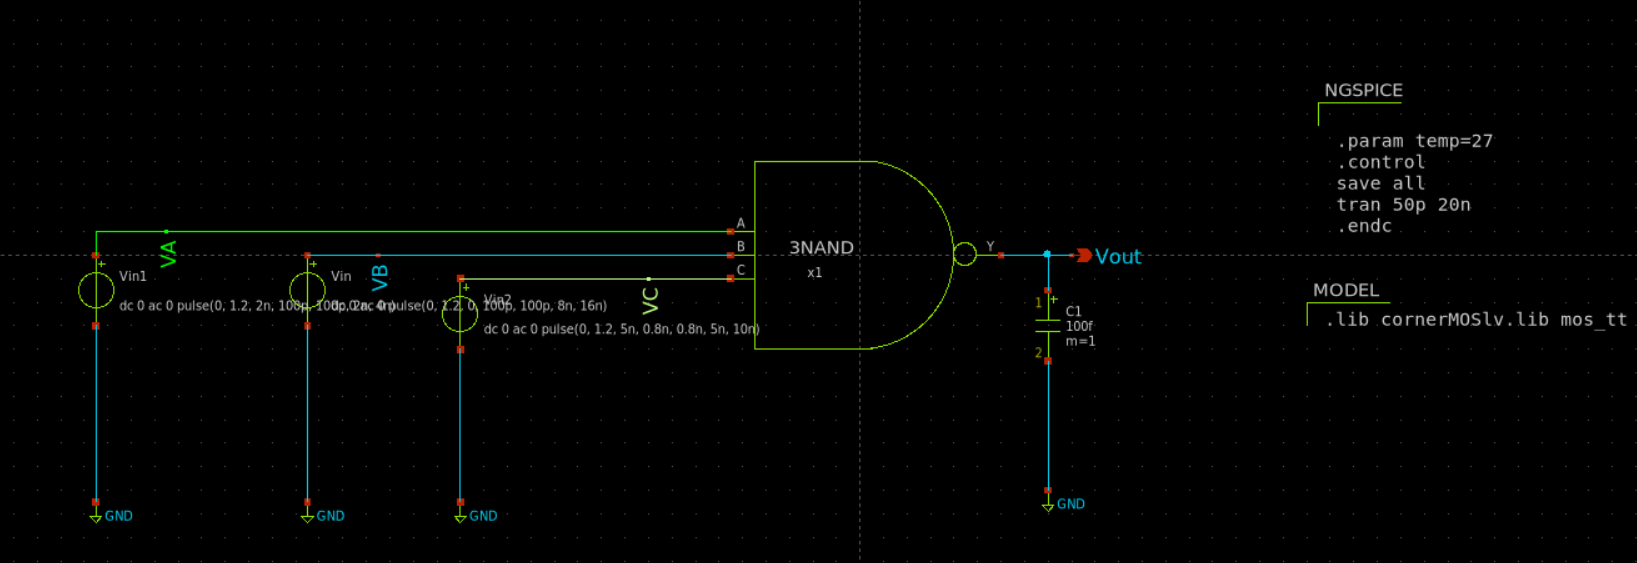 NGSPICE
.param temp=27
.control
save all
tran 50p 20n
.endc
MODEL
.lib cornerMOSlv.lib mos_tt
A
B
C
3NAND
x1
Y
Vout
VA
VB
VC
+
Vin1
dc 0 ac 0 pulse(0, 1.2, 2n, 100p, 100p, 2n, 4n)
+
Vin
dc 0 ac 0 pulse(0, 1.2, 0, 100p, 100p, 8n, 16n)
+
Vin2
dc 0 ac 0 pulse(0, 1.2, 5n, 0.8n, 0.8n, 5n, 10n)
1
+
C1
100f
m=1
2
GND
GND
GND
GND